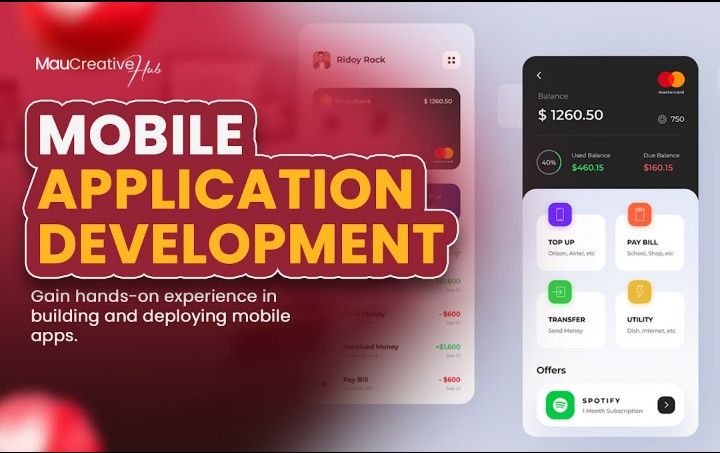 MauCreative Hub
MOBILE
APPLICATION
DEVELOPMENT
Gain hands-on experience in
building and deploying mobile
apps.
Ridoy Rock
$ 1260.50
+$1,600
- $600
Received Money
+$1,600
Pay Bill
- $600
mastercard
Balance
$ 1260.50
750
40%
Used Balance
Due Balance
$460.15
$160.15
TOP UP
Orizon, Airtel, etc
PAY BILL
School, Shop, etc
TRANSFER
Send Money
UTILITY
Dish, Internet, etc
Offers
SPOTIFY
1 Month Subscription